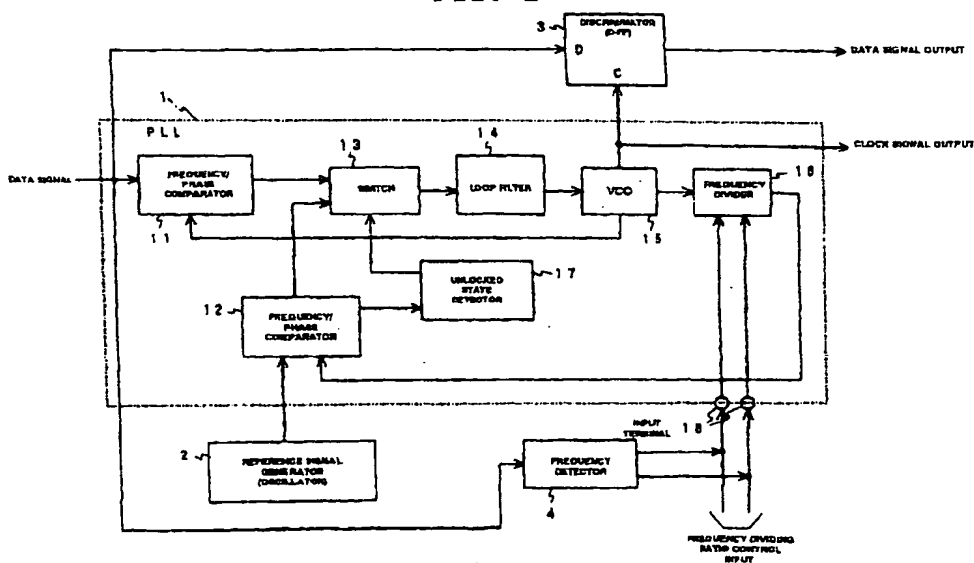 3
DISCRIMINATOR
(D-FF)
D
C
DATA SIGNAL OUTPUT
1
PLL
CLOCK SIGNAL OUTPUT
DATA SIGNAL
FREQUENCY/
PHASE
COMPARATOR
11
13
SWITCH
14
LOOP FILTER
VCO
15
FREQUENCY
DIVIDER
16
17
UNLOCKED
STATE
DETECTOR
12
FREQUENCY/
PHASE
COMPARATOR
2
REFERENCE SIGNAL
GENERATOR
(OSCILLATOR)
INPUT
TERMINAL
18
FREQUENCY
DETECTOR
4
FREQUENCY DIVIDING
RATIO CONTROL
INPUT